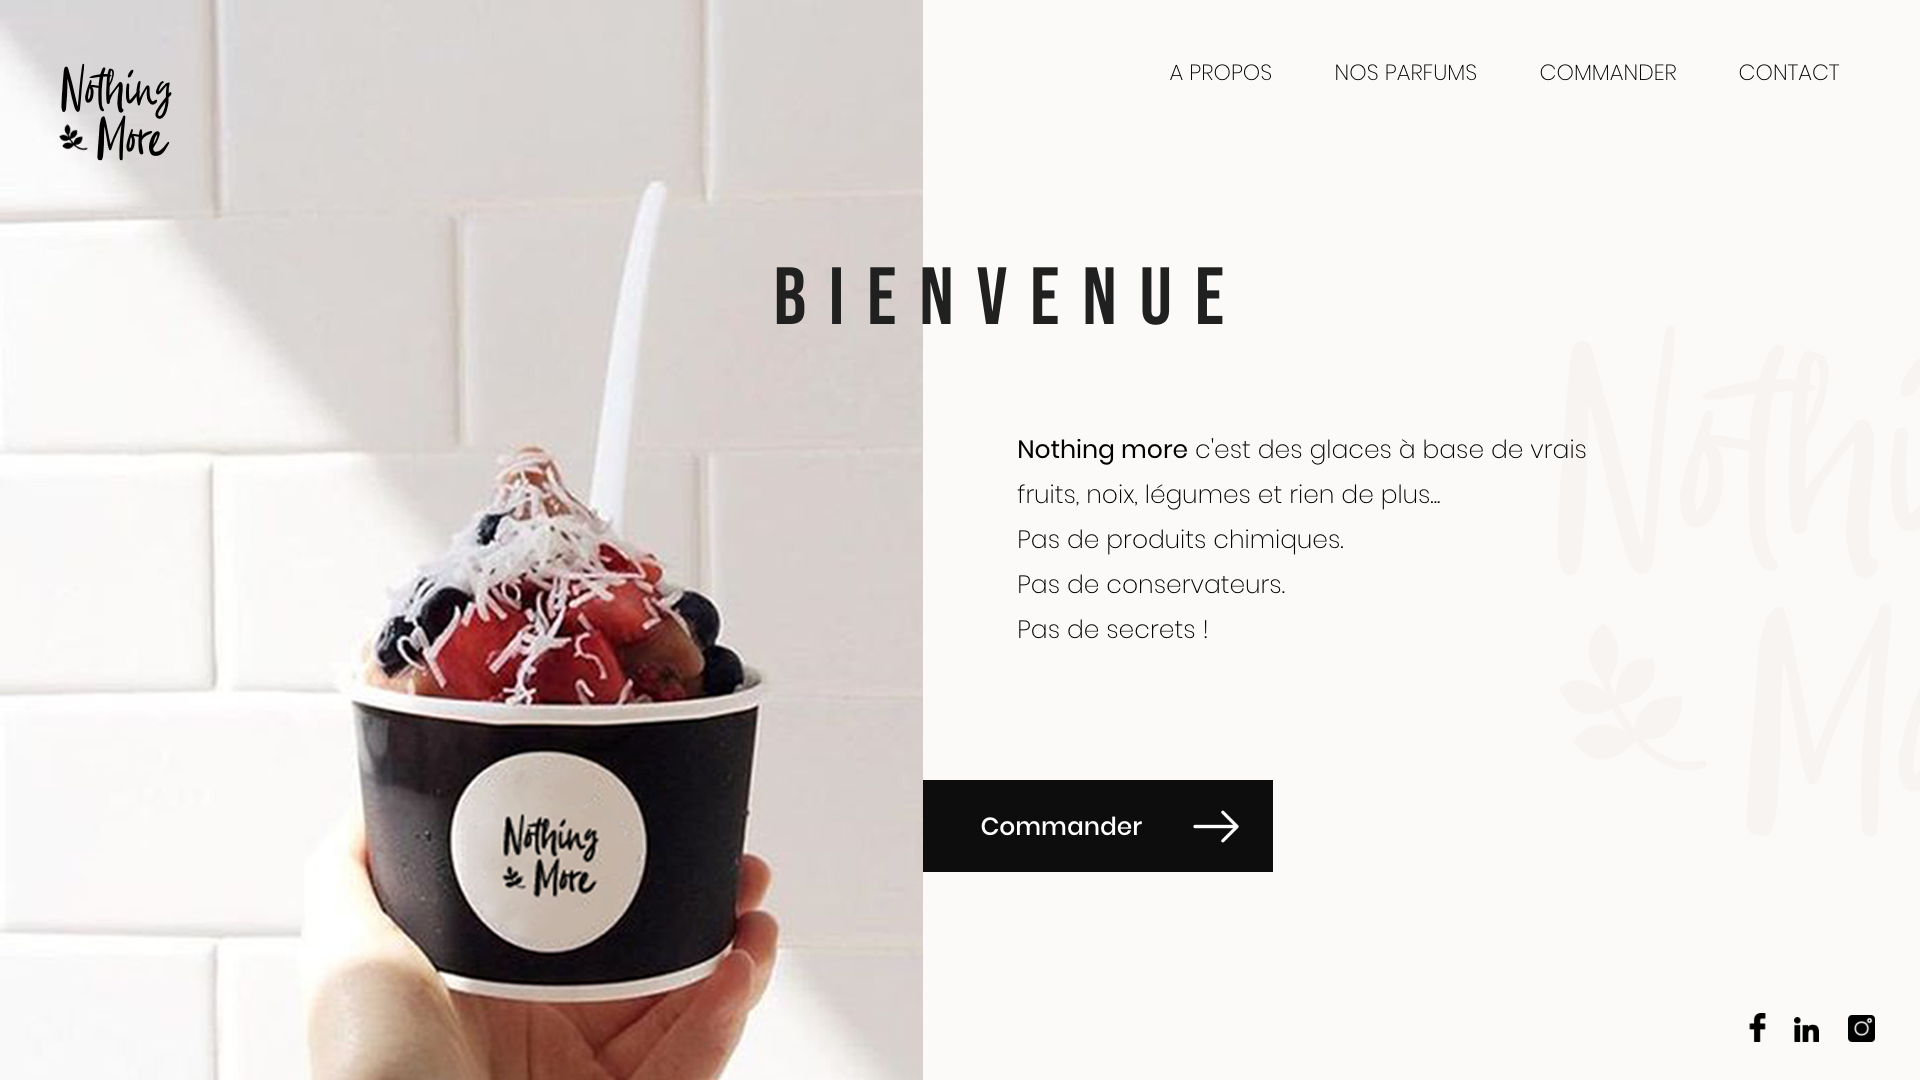 Nothing
More
A PROPOS
NOS PARFUMS
COMMANDER
CONTACT
BIENVENUE
Nothing more c'est des glaces à base de vrais
fruits, noix, légumes et rien de plus...
Pas de produits chimiques.
Pas de conservateurs.
Pas de secrets !
Commander
Nothing
More
Nothi
Mo
f
in